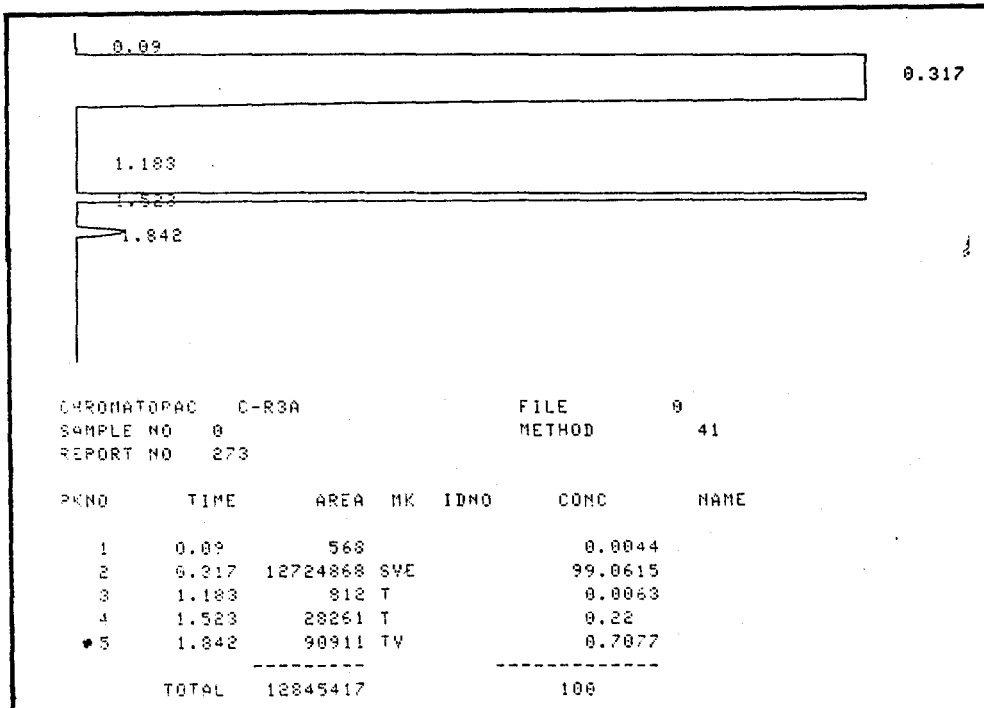 0.09
0.317
1.183
1.523
1.842
CHROMATOPAC C-R3A FILE 0
SAMPLE NO 0 METHOD 41
REPORT NO 273
PKNO TIME AREA MK IDNO CONC NAME
1 0.09 568 0.0044
2 0.317 12724868 SVE 99.0615
3 1.183 812 T 0.0063
4 1.523 28261 T 0.22
5 1.842 90911 TV 0.7077
TOTAL 12845417 100